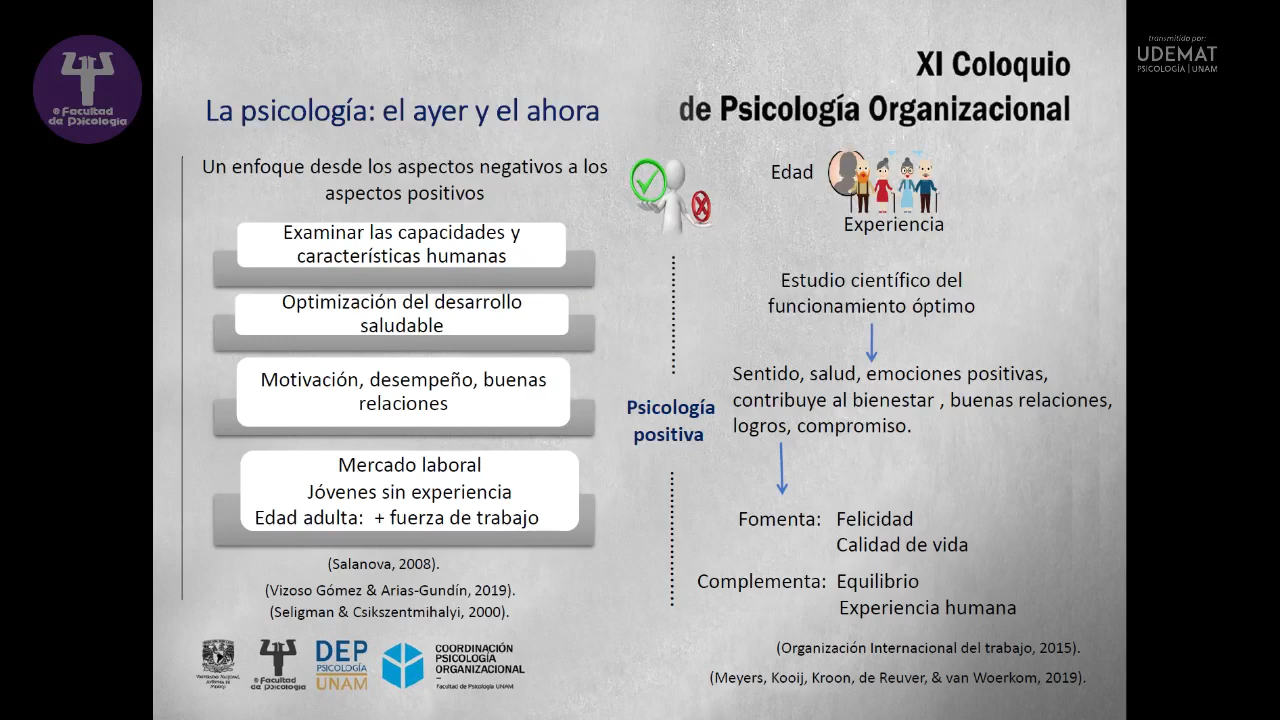 © Facultad
de Psicología
transmitido por:
UDEMAT
PSICOLOGÍA | UNAM
XI Coloquio
de Psicología Organizacional
La psicología: el ayer y el ahora
Un enfoque desde los aspectos negativos a los
aspectos positivos
Examinar las capacidades y
características humanas
Optimización del desarrollo
saludable
Motivación, desempeño, buenas
relaciones
Mercado laboral
Jóvenes sin experiencia
Edad adulta: + fuerza de trabajo
(Salanova, 2008).
(Vizoso Gómez & Arias-Gundín, 2019).
(Seligman & Csikszentmihalyi, 2000).
Psicología
positiva
Edad
Experiencia
Estudio científico del
funcionamiento óptimo
Sentido, salud, emociones positivas,
contribuye al bienestar , buenas relaciones,
logros, compromiso.
Fomenta: Felicidad
Calidad de vida
Complementa: Equilibrio
Experiencia humana
(Organización Internacional del trabajo, 2015).
(Meyers, Kooij, Kroon, de Reuver, & van Woerkom, 2019).
© Facultad
de Psicología
DEP
PSICOLOGÍA
UNAM
COORDINACIÓN
PSICOLOGÍA
ORGANIZACIONAL
Facultad de Psicología UNAM